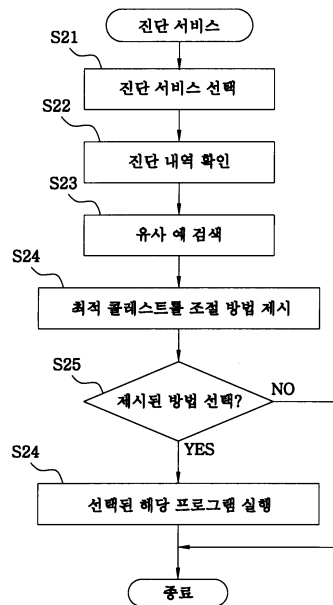 진단 서비스
S21
진단 서비스 선택
S22
진단 내역 확인
S23
유사 예 검색
S24
최적 콜레스트롤 조절 방법 제시
S25
제시된 방법 선택?
NO
YES
S24
선택된 해당 프로그램 실행
종료